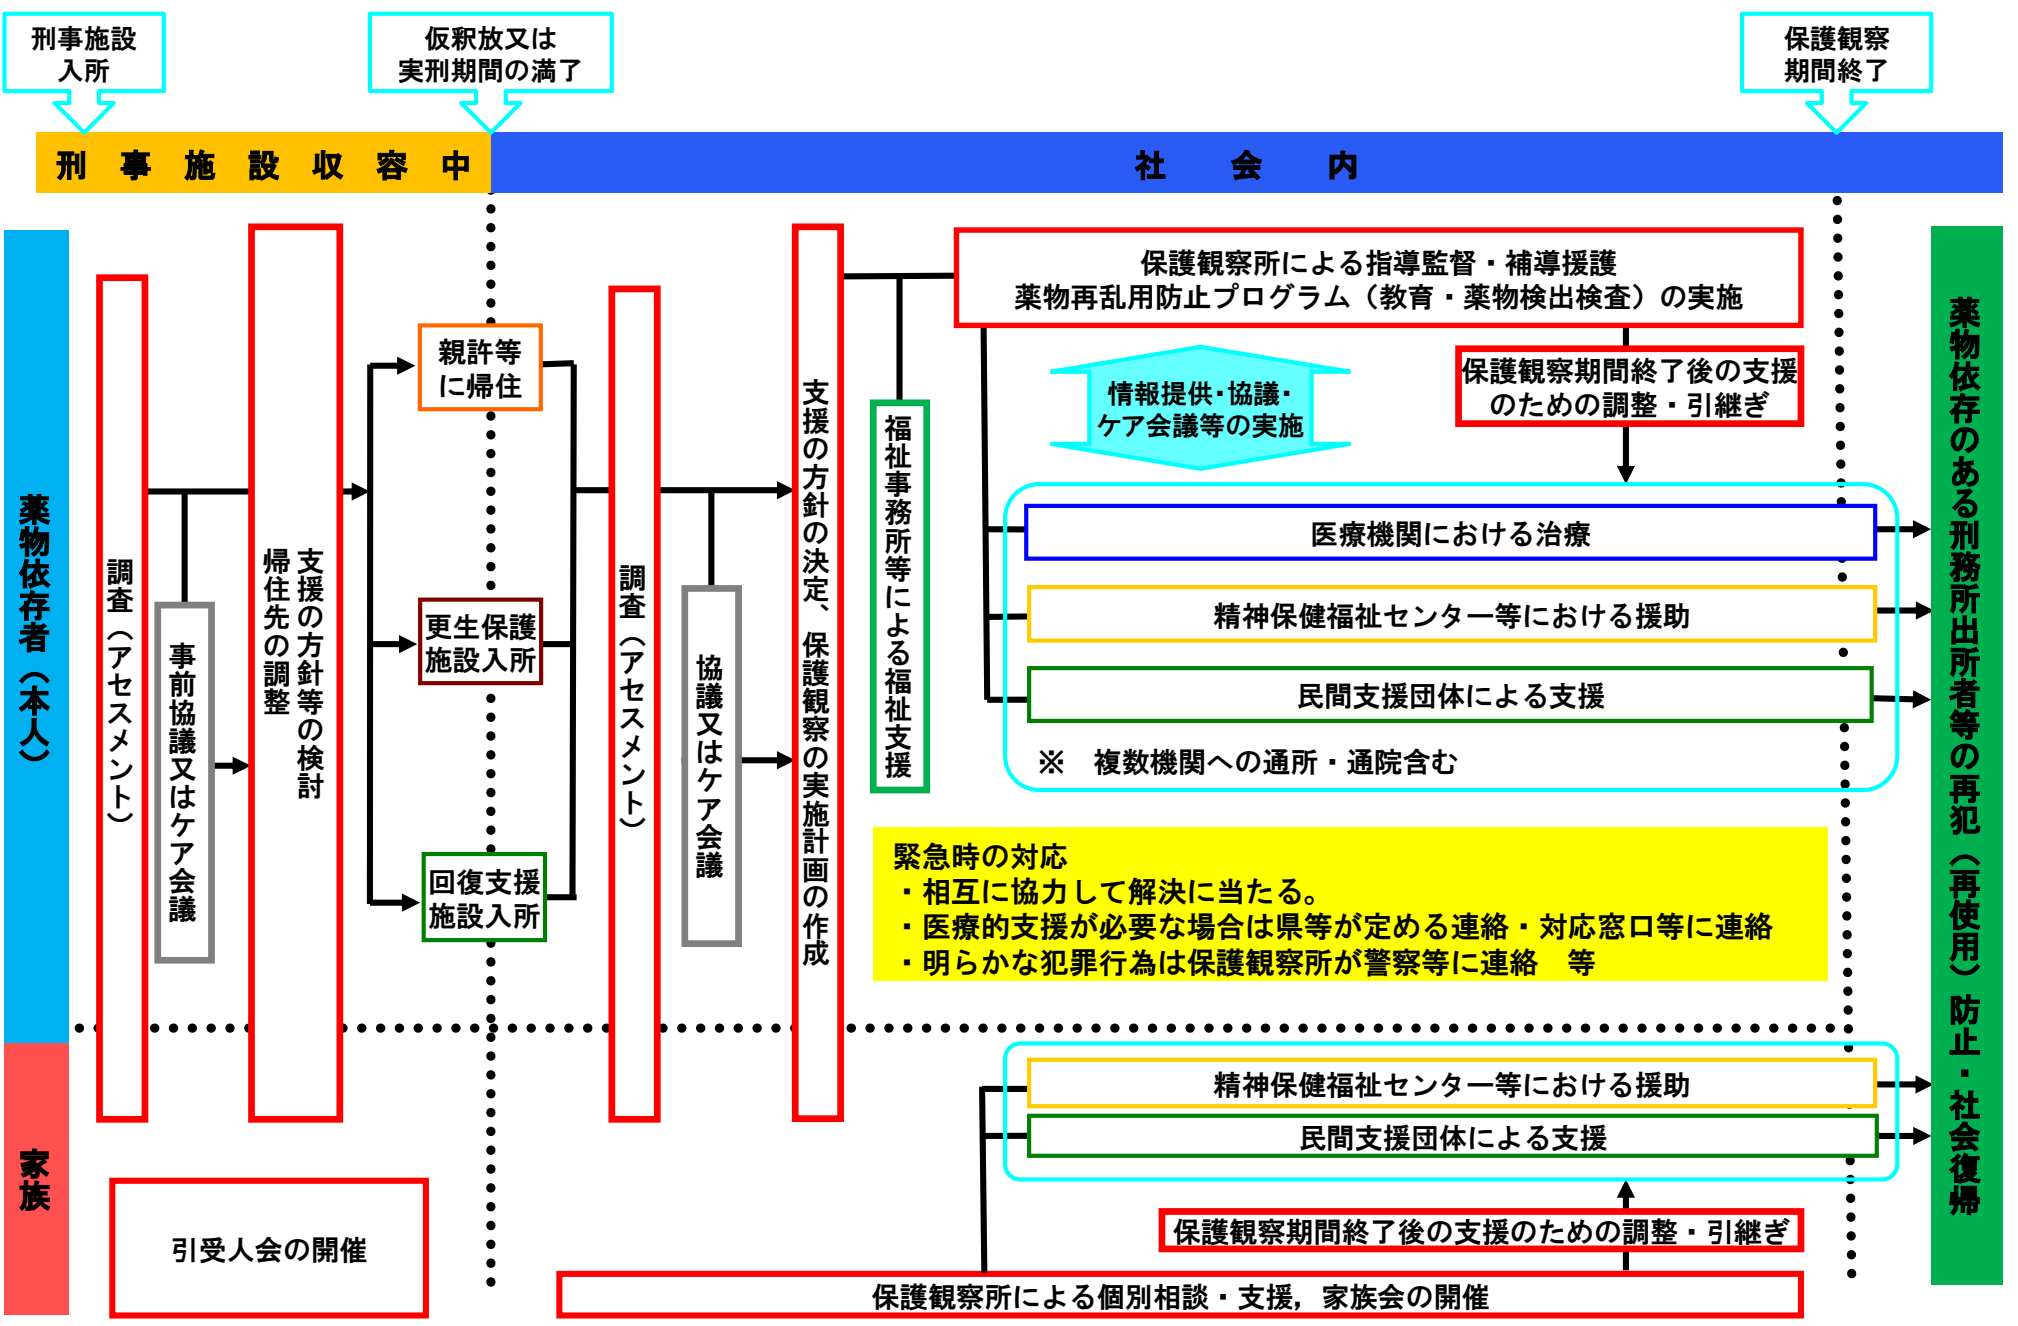 刑事施設
入所
仮釈放又は
実刑期間の満了
保護観察
期間終了
刑事施設収容中
社会内
薬物依存者（本人）
家族
調査（アセスメント）
事前協議又はケア会議
支援の方針等の検討
帰住先の調整
親許等
に帰住
更生保護
施設入所
回復支援
施設入所
調査（アセスメント）
協議又はケア会議
支援の方針の決定、保護観察の実施計画の作成
福祉事務所等による福祉支援
保護観察所による指導監督・補導援護
薬物再乱用防止プログラム（教育・薬物検出検査）の実施
情報提供・協議・
ケア会議等の実施
保護観察期間終了後の支援
のための調整・引継ぎ
医療機関における治療
精神保健福祉センター等における援助
民間支援団体による支援
※　複数機関への通所・通院含む
緊急時の対応
・相互に協力して解決に当たる。
・医療的支援が必要な場合は県等が定める連絡・対応窓口等に連絡
・明らかな犯罪行為は保護観察所が警察等に連絡　等
精神保健福祉センター等における援助
民間支援団体による支援
保護観察期間終了後の支援のための調整・引継ぎ
引受人会の開催
保護観察所による個別相談・支援，家族会の開催
薬物依存のある刑務所出所者等の再犯（再使用）防止・社会復帰